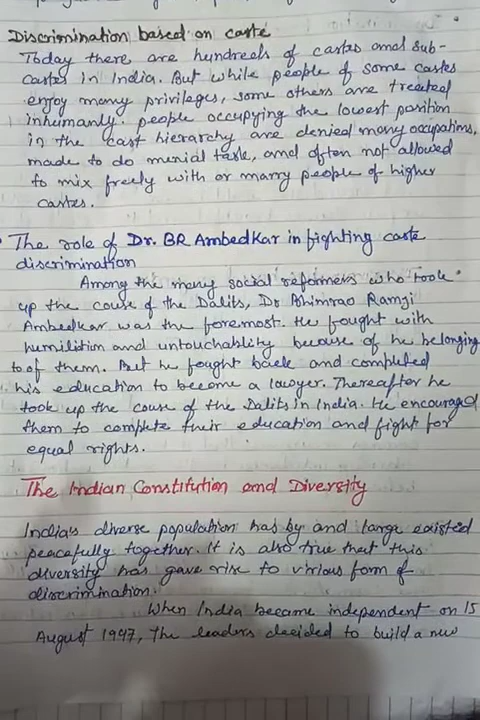 Discrimination based on caste
Today there are hundreds of castes and sub-
castes in India. But while people of some castes
enjoy many privileges, some others are treated
inhumanly. people occupying the lowest position
in the cast hierarchy are denied many occupations,
made to do menial task, and often not allowed
to mix freely with or marry people of higher
castes.
The role of Dr. BR Ambedkar in fighting caste
discrimination
Among the many social reformers who took
up the couse of the Dalits, Dr Bhimrao Ramji
Ambedkar was the foremost. He fought with
humiliation and untouchablity because of he belonging
to of them. But he fought back and completed
his education to become a lawyer. Thereafter he
took up the couse of the Dalits in India. He encouraged
them to complete their education and fight for
equal rights.
The Indian Constitution and Diversity
India's diverse population has by and large existed
peacefully together. It is also true that this
diversity has gave rise to virious form of
discrimination.
When India became independent on 15
August 1947, The leaders decided to build a new